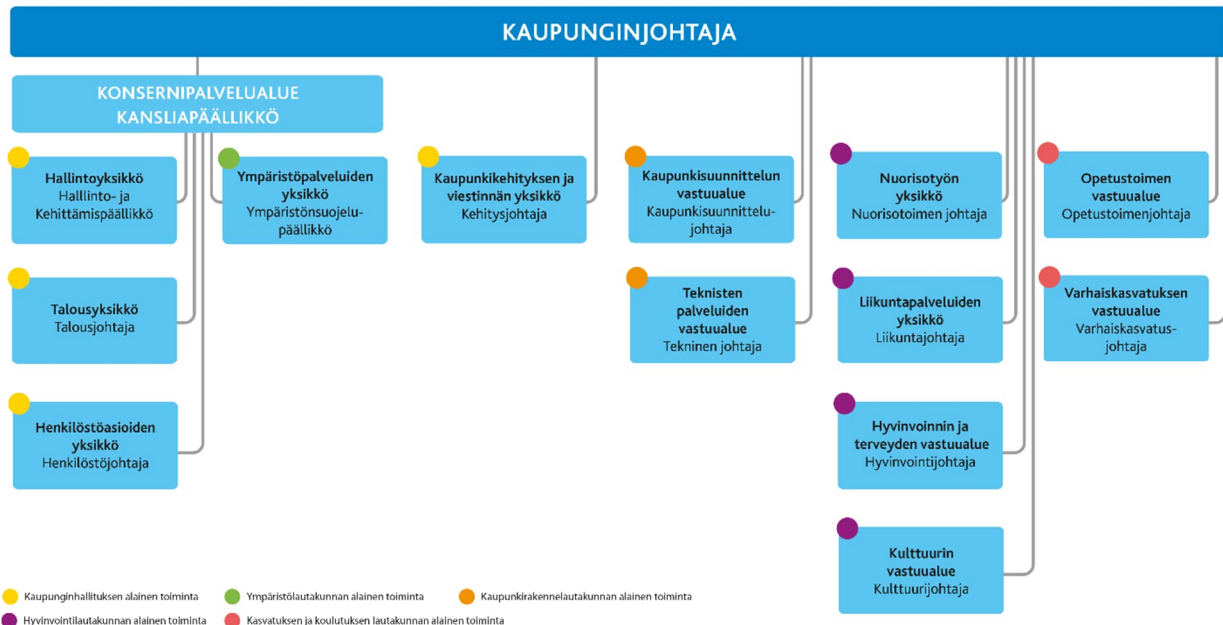 KAUPUNGINJOHTAJA
KONSERNIPALVELUALUE
KANSLIAPÄÄLLIKKÖ
Hallintoyksikkö
Hallinto- ja
Kehittämispäällikkö
Ympäristöpalveluiden
yksikkö
Ympäristönsuojelu-
päällikkö
Kaupunkikehityksen ja
viestinnän yksikkö
Kehitysjohtaja
Kaupunkisuunnittelun
vastuualue
Kaupunkisuunnittelu-
johtaja
Nuorisotyön
yksikkö
Nuorisotoimen johtaja
Opetustoimen
vastuualue
Opetustoimenjohtaja
Talousyksikkö
Talousjohtaja
Teknisten
palveluiden
vastuualue
Tekninen johtaja
Liikuntapalveluiden
yksikkö
Liikuntajohtaja
Varhaiskasvatuksen
vastuualue
Varhaiskasvatus-
johtaja
Henkilöstöasioiden
yksikkö
Henkilöstöjohtaja
Hyvinvoinnin ja
terveyden vastuualue
Hyvinvointijohtaja
Kulttuurin
vastuualue
Kulttuurijohtaja
Kaupunginhallituksen alainen toiminta
Ympäristölautakunnan alainen toiminta
Kaupunkirakennelautakunnan alainen toiminta
Hyvinvointilautakunnan alainen toiminta
Kasvatuksen ja koulutuksen lautakunnan alainen toiminta